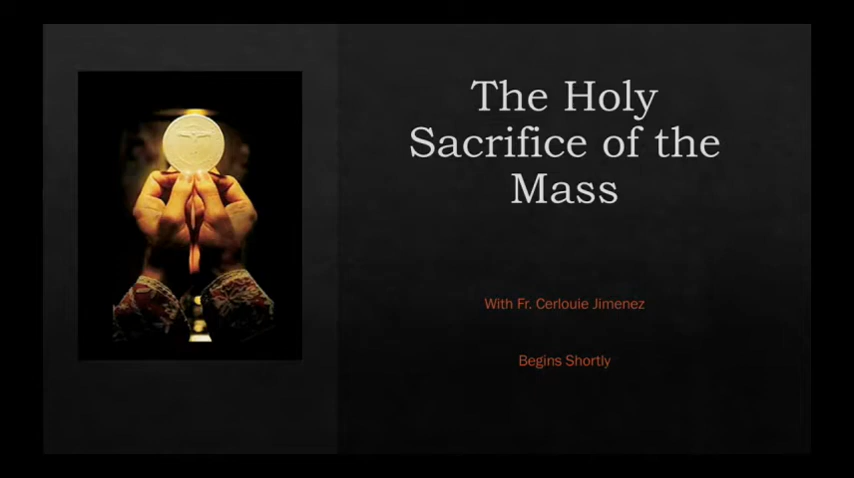 The Holy
Sacrifice of the
Mass
With Fr. Cerlouie Jimenez
Begins Shortly